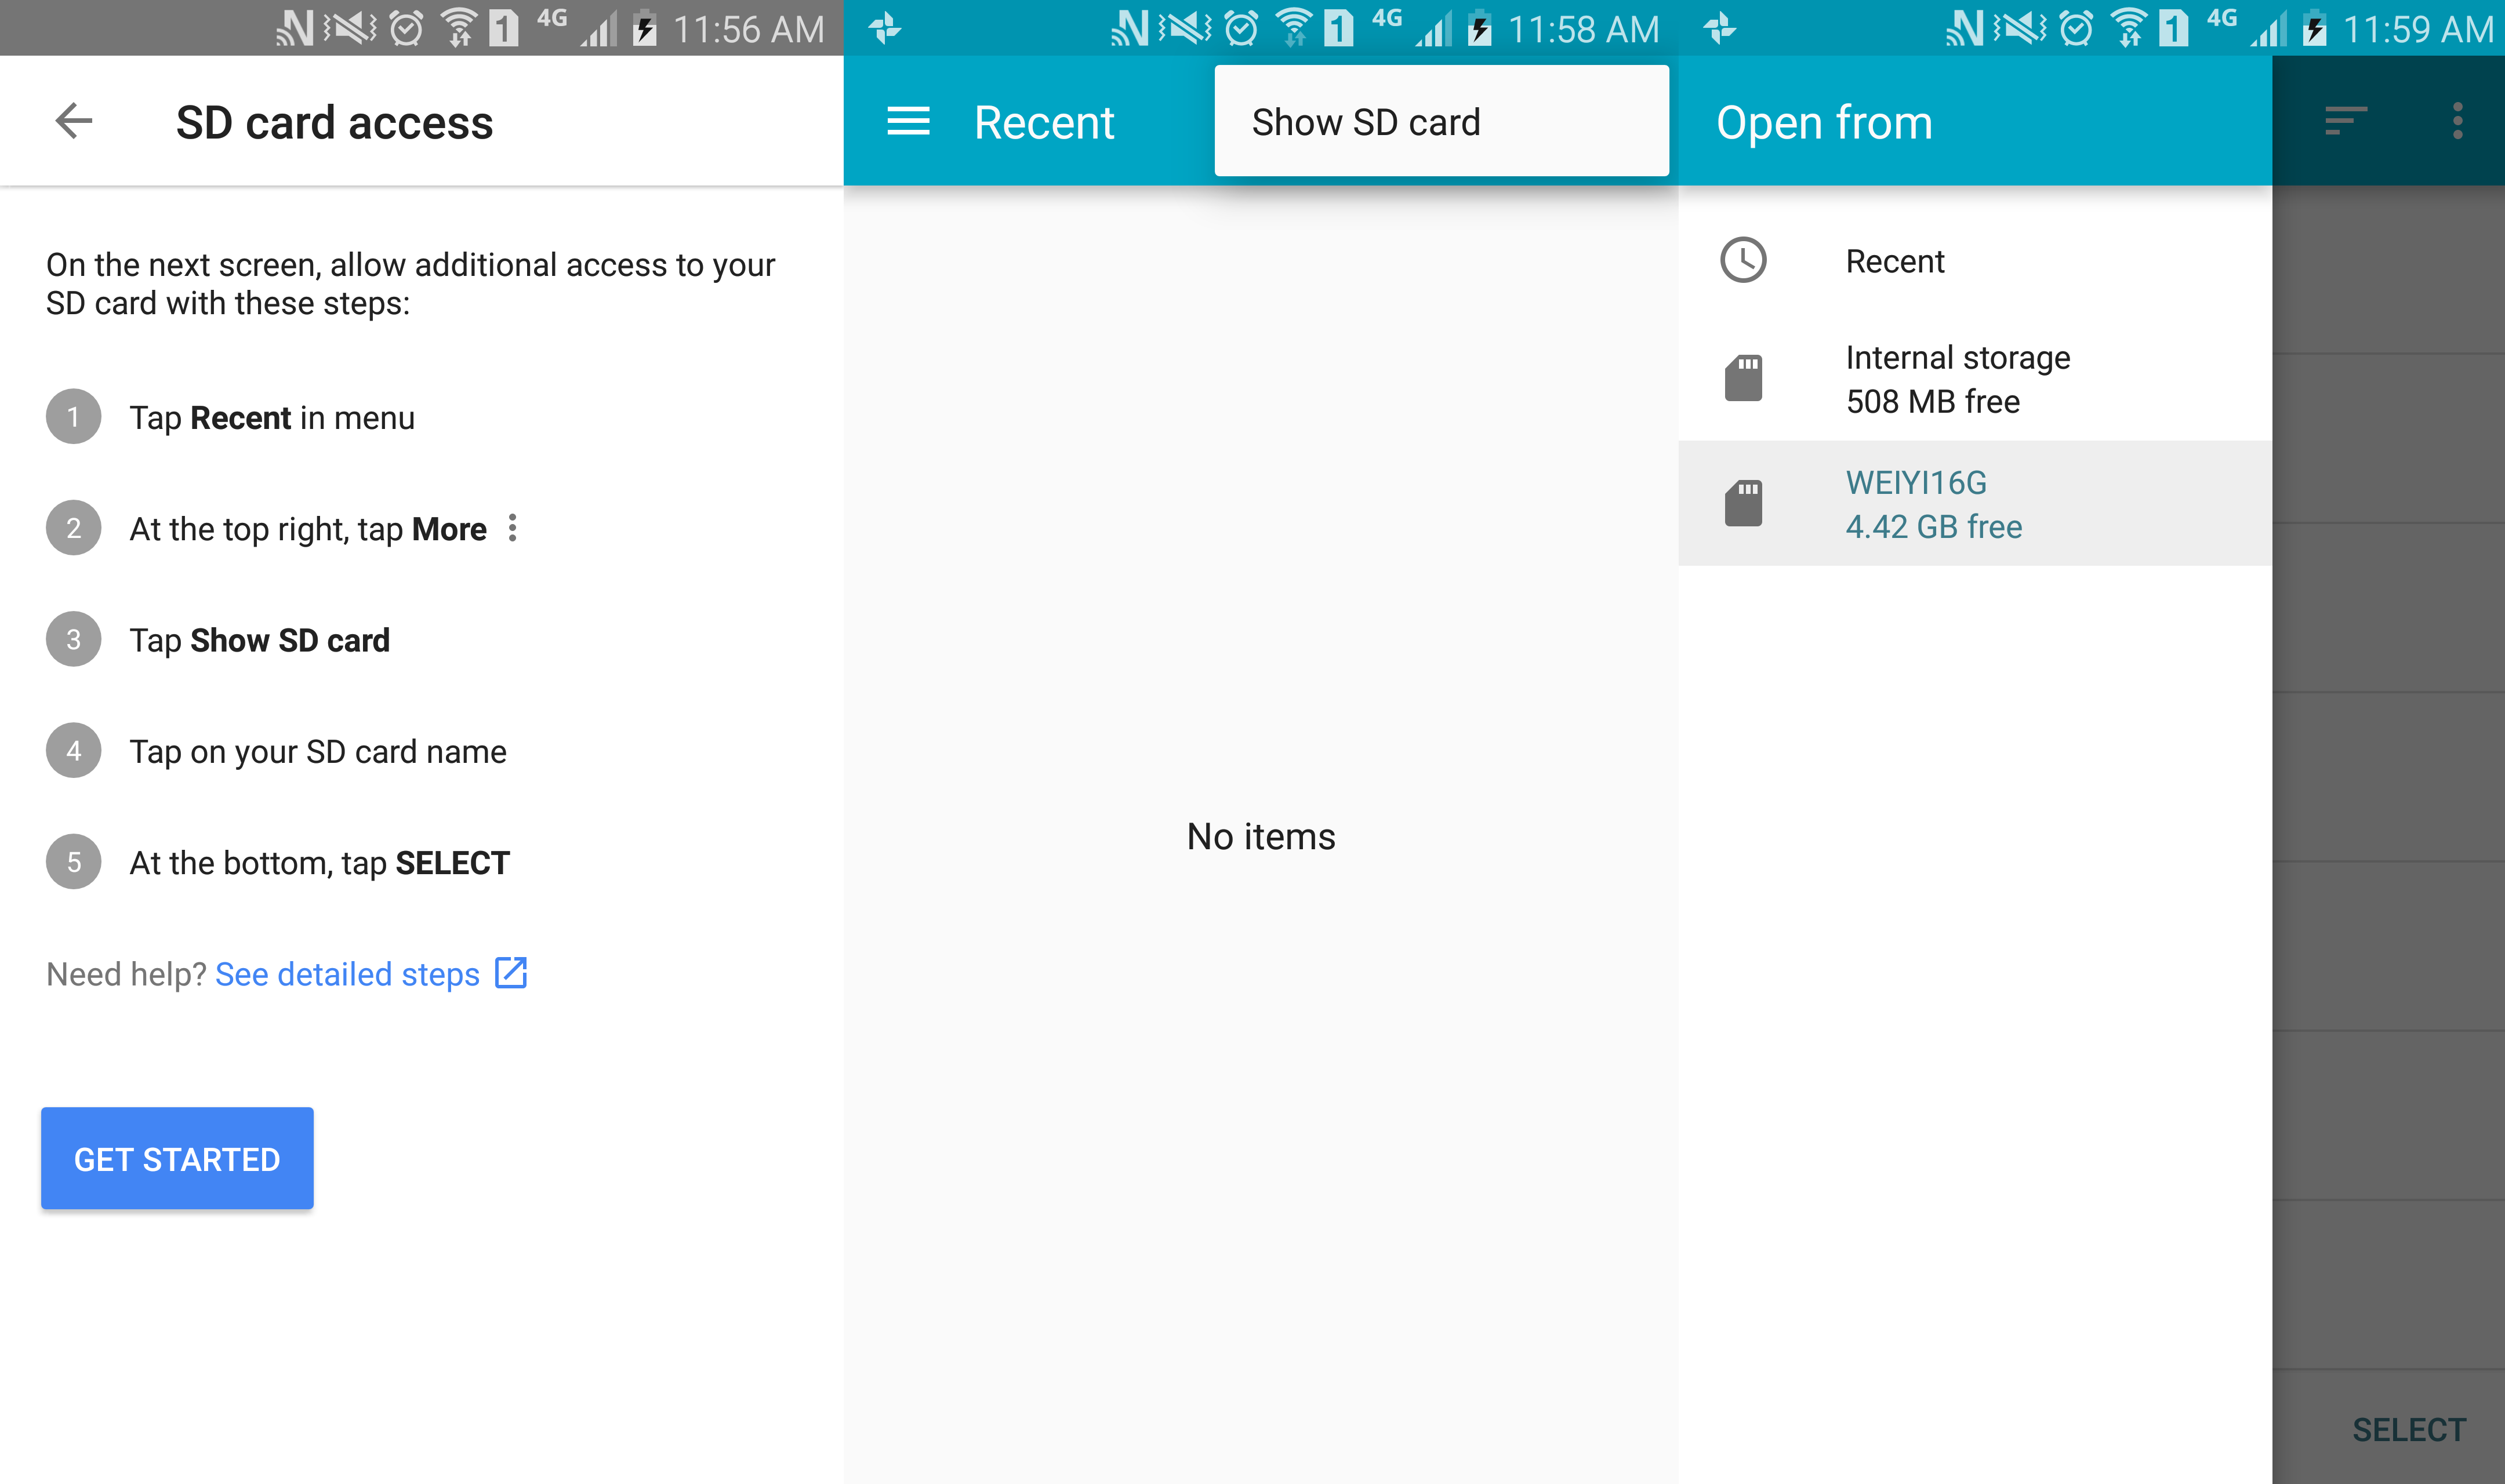 1 4G 11:56 AM
SD card access
On the next screen, allow additional access to your
SD card with these steps:
1 Tap Recent in menu
2 At the top right, tap More
3 Tap Show SD card
4 Tap on your SD card name
5 At the bottom, tap SELECT
Need help? See detailed steps
GET STARTED
1 4G 11:58 AM
Recent
Show SD card
No items
1 4G 11:59 AM
Open from
Recent
Internal storage
508 MB free
WEIYI16G
4.42 GB free
SELECT